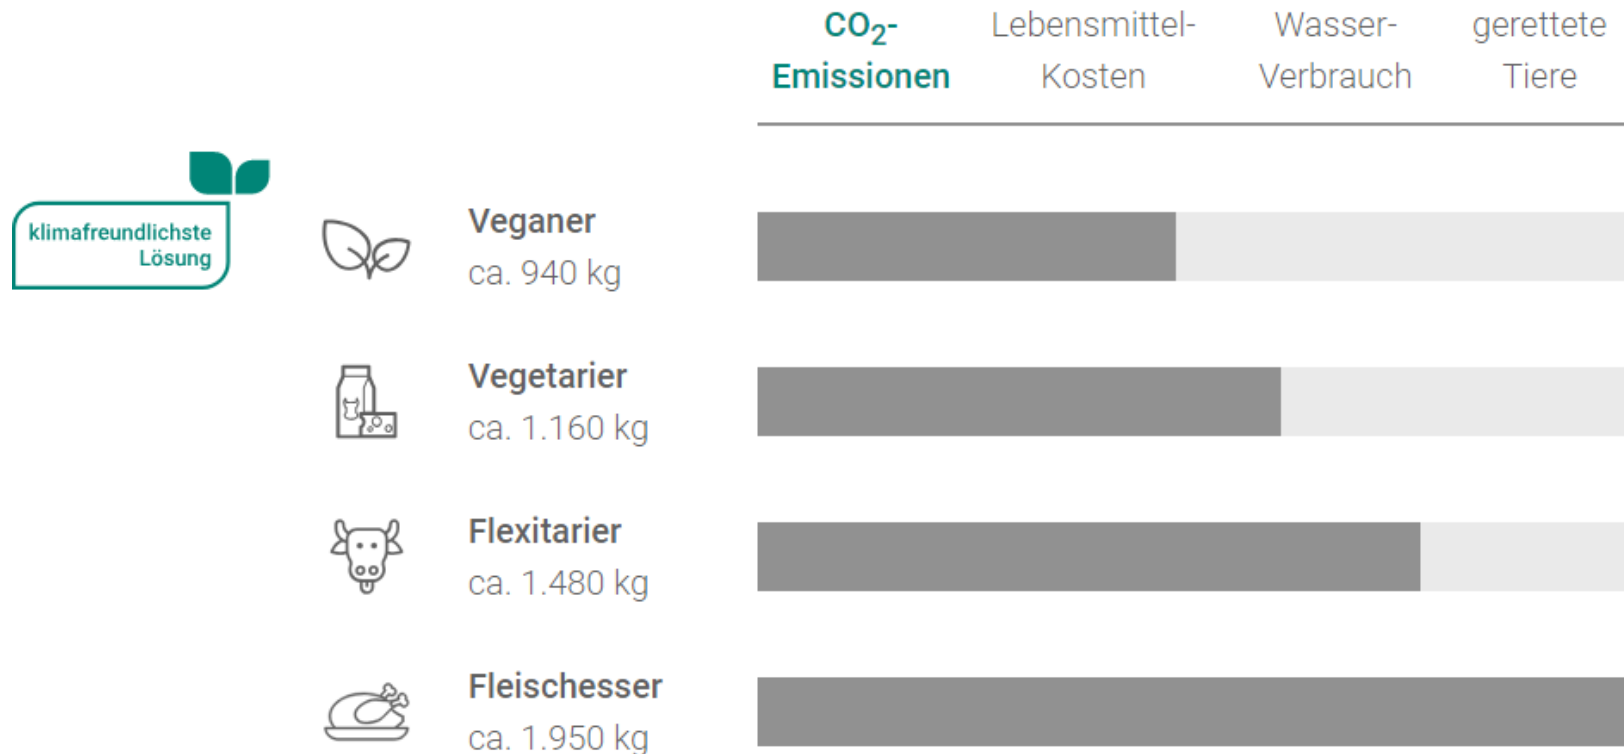 CO₂-
Emissionen
Lebensmittel-
Kosten
Wasser-
Verbrauch
gerettete
Tiere
klimafreundlichste
Lösung
Veganer
ca. 940 kg
Vegetarier
ca. 1.160 kg
Flexitarier
ca. 1.480 kg
Fleischesser
ca. 1.950 kg